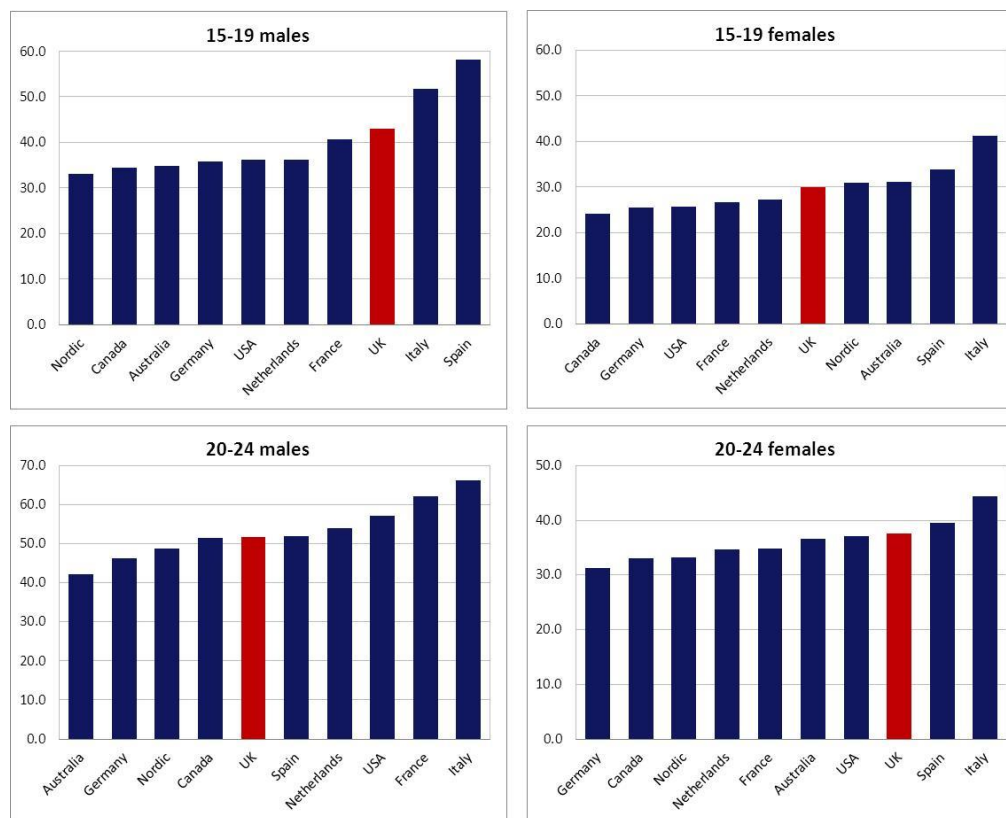 15-19 males
60.0
50.0
40.0
30.0
20.0
10.0
0.0
Nordic
Canada
Australia
Germany
USA
Netherlands
France
UK
Italy
Spain
15-19 females
60.0
50.0
40.0
30.0
20.0
10.0
0.0
Canada
Germany
USA
France
Netherlands
UK
Nordic
Australia
Spain
Italy
20-24 males
70.0
60.0
50.0
40.0
30.0
20.0
10.0
0.0
Australia
Germany
Nordic
Canada
UK
Spain
Netherlands
USA
France
Italy
20-24 females
50.0
40.0
30.0
20.0
10.0
0.0
Germany
Canada
Nordic
Netherlands
France
Australia
USA
UK
Spain
Italy